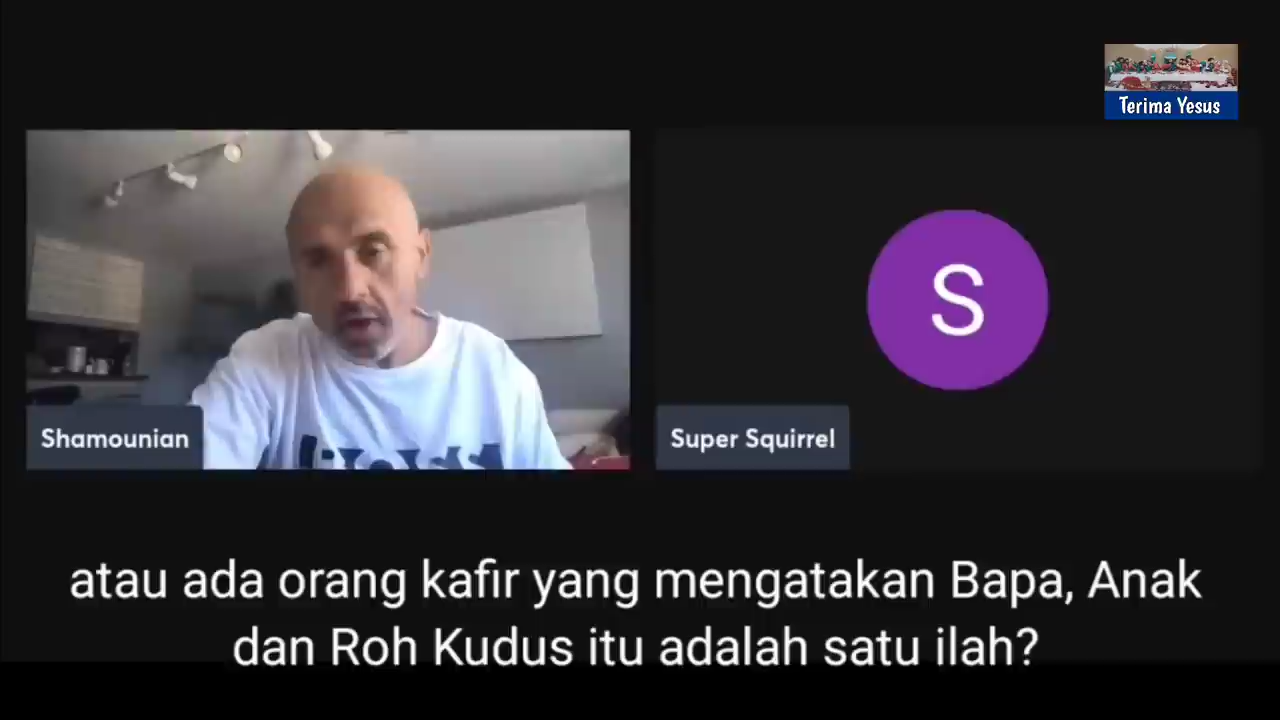 Terima Yesus
S
Shamounian
Super Squirrel
atau ada orang kafir yang mengatakan Bapa, Anak
dan Roh Kudus itu adalah satu ilah?